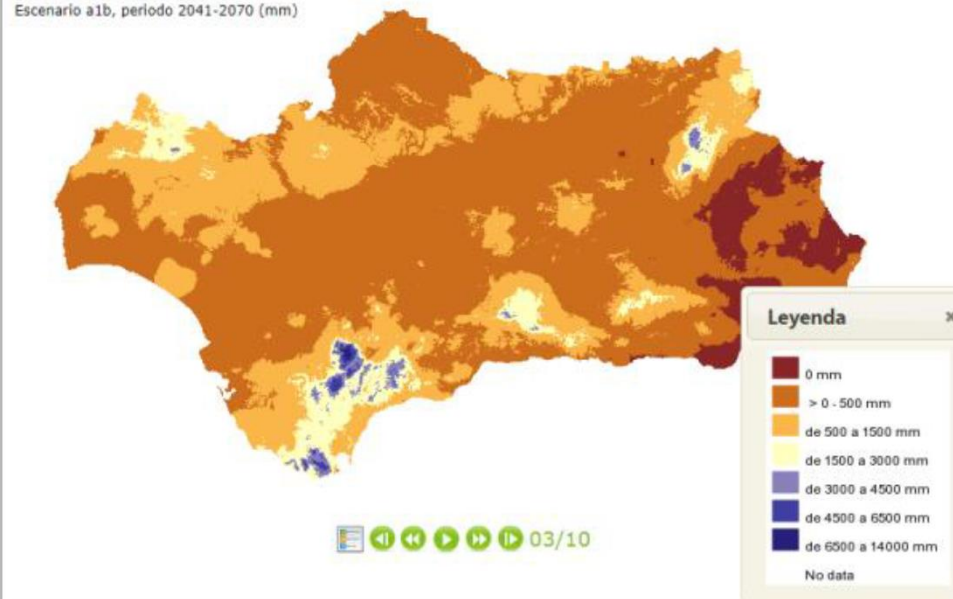 Escenario a1b, periodo 2041-2070 (mm)
Leyenda
x
0 mm
> 0 - 500 mm
de 500 a 1500 mm
de 1500 a 3000 mm
de 3000 a 4500 mm
de 4500 a 6500 mm
de 6500 a 14000 mm
No data
03/10